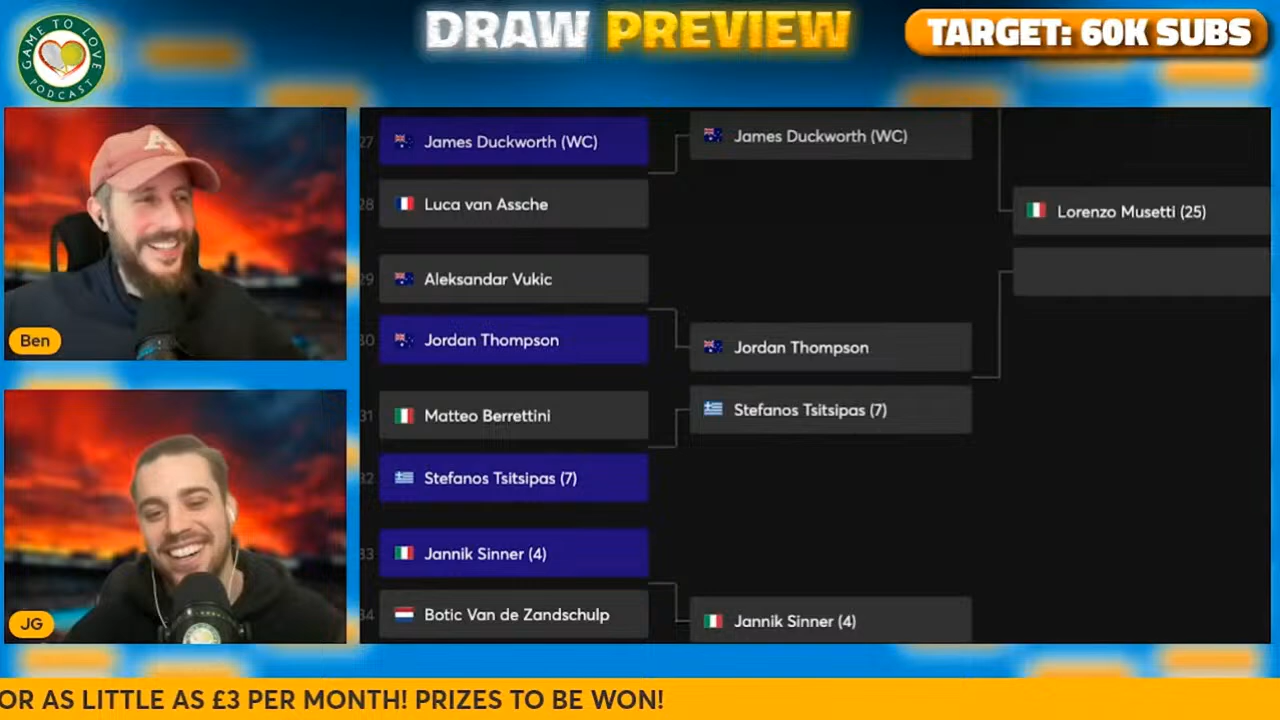 GAME TO LOVE
PODCAST
DRAW PREVIEW
TARGET: 60K SUBS
A
Ben
JG
27
James Duckworth (WC)
28
Luca van Assche
29
Aleksandar Vukic
30
Jordan Thompson
31
Matteo Berrettini
32
Stefanos Tsitsipas (7)
33
Jannik Sinner (4)
34
Botic Van de Zandschulp
James Duckworth (WC)
Jordan Thompson
Stefanos Tsitsipas (7)
Jannik Sinner (4)
Lorenzo Musetti (25)
OR AS LITTLE AS £3 PER MONTH! PRIZES TO BE WON!